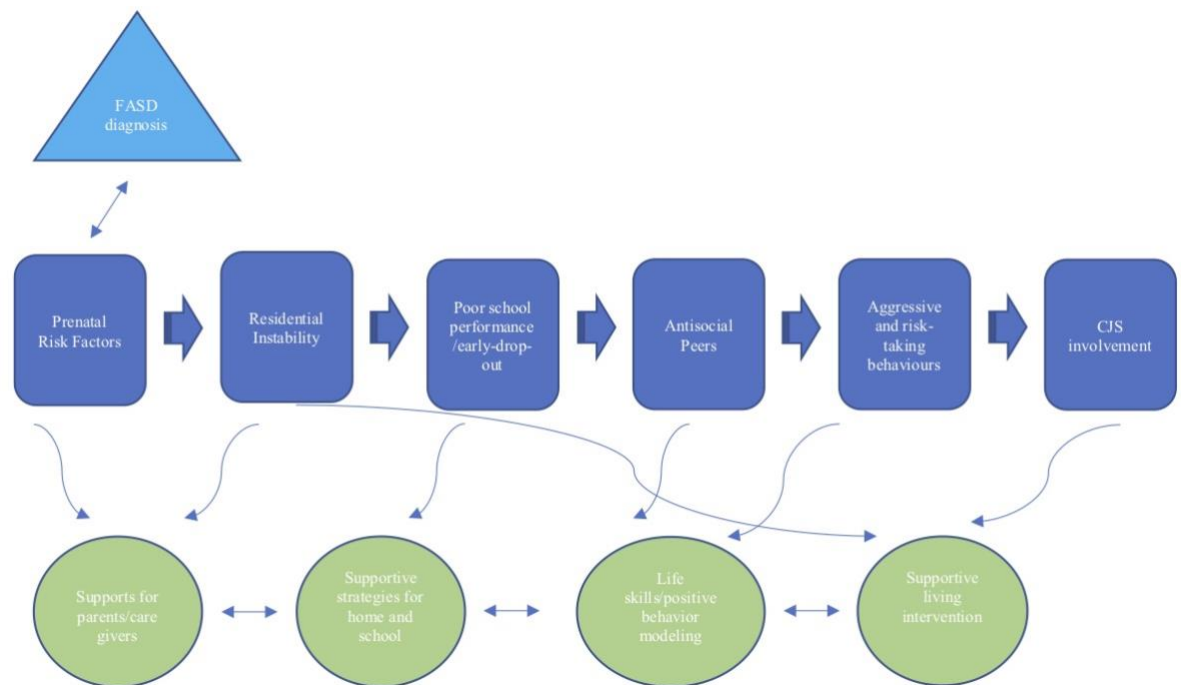 FASD
diagnosis
Prenatal
Risk Factors
Residential
Instability
Poor school
performance
/early-drop-
out
Antisocial
Peers
Aggressive
and risk-
taking
behaviours
CJS
involvement
Supports for
parents/care
givers
Supportive
strategies for
home and
school
Life
skills/positive
behavior
modeling
Supportive
living
intervention